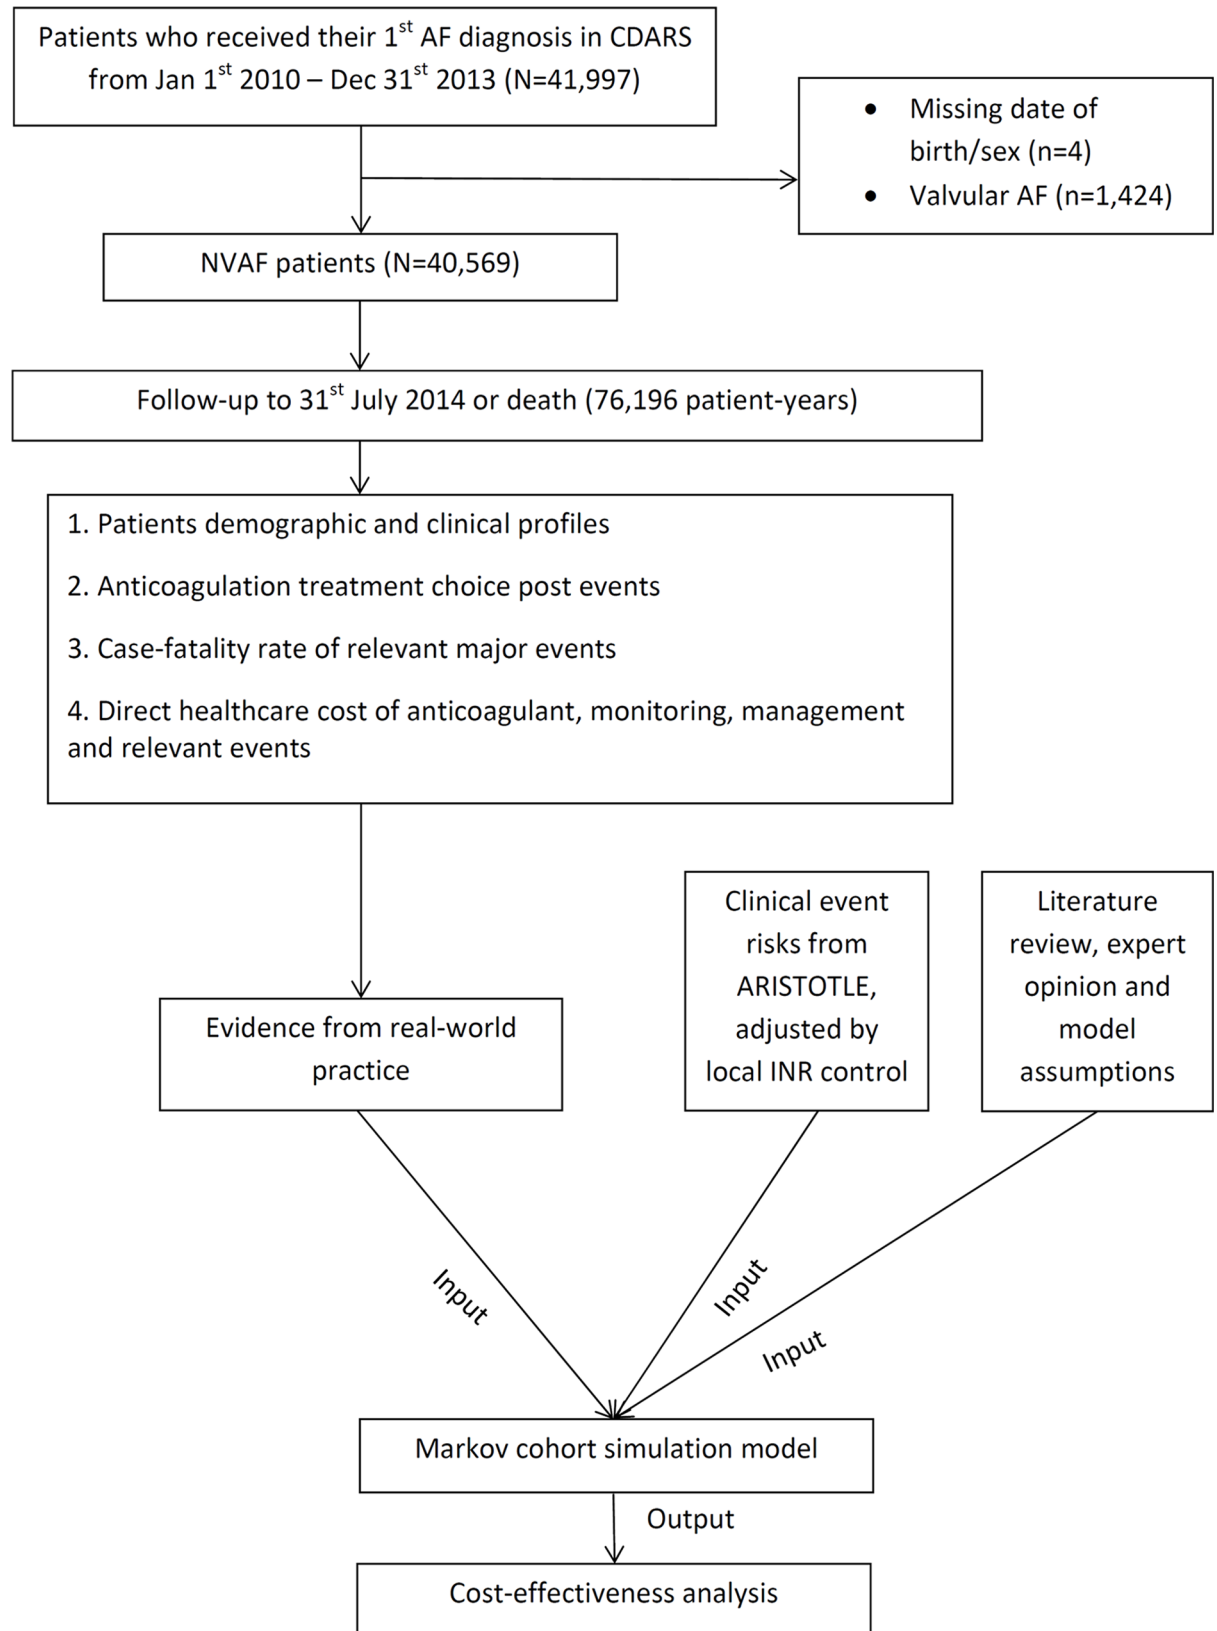 Patients who received their 1st AF diagnosis in CDARS
from Jan 1st 2010 – Dec 31st 2013 (N=41,997)
• Missing date of
birth/sex (n=4)
• Valvular AF (n=1,424)
NVAF patients (N=40,569)
Follow-up to 31st July 2014 or death (76,196 patient-years)
1. Patients demographic and clinical profiles
2. Anticoagulation treatment choice post events
3. Case-fatality rate of relevant major events
4. Direct healthcare cost of anticoagulant, monitoring, management
and relevant events
Evidence from real-world
practice
Clinical event
risks from
ARISTOTLE,
adjusted by
local INR control
Literature
review, expert
opinion and
model
assumptions
Input
Input
Input
Markov cohort simulation model
Output
Cost-effectiveness analysis